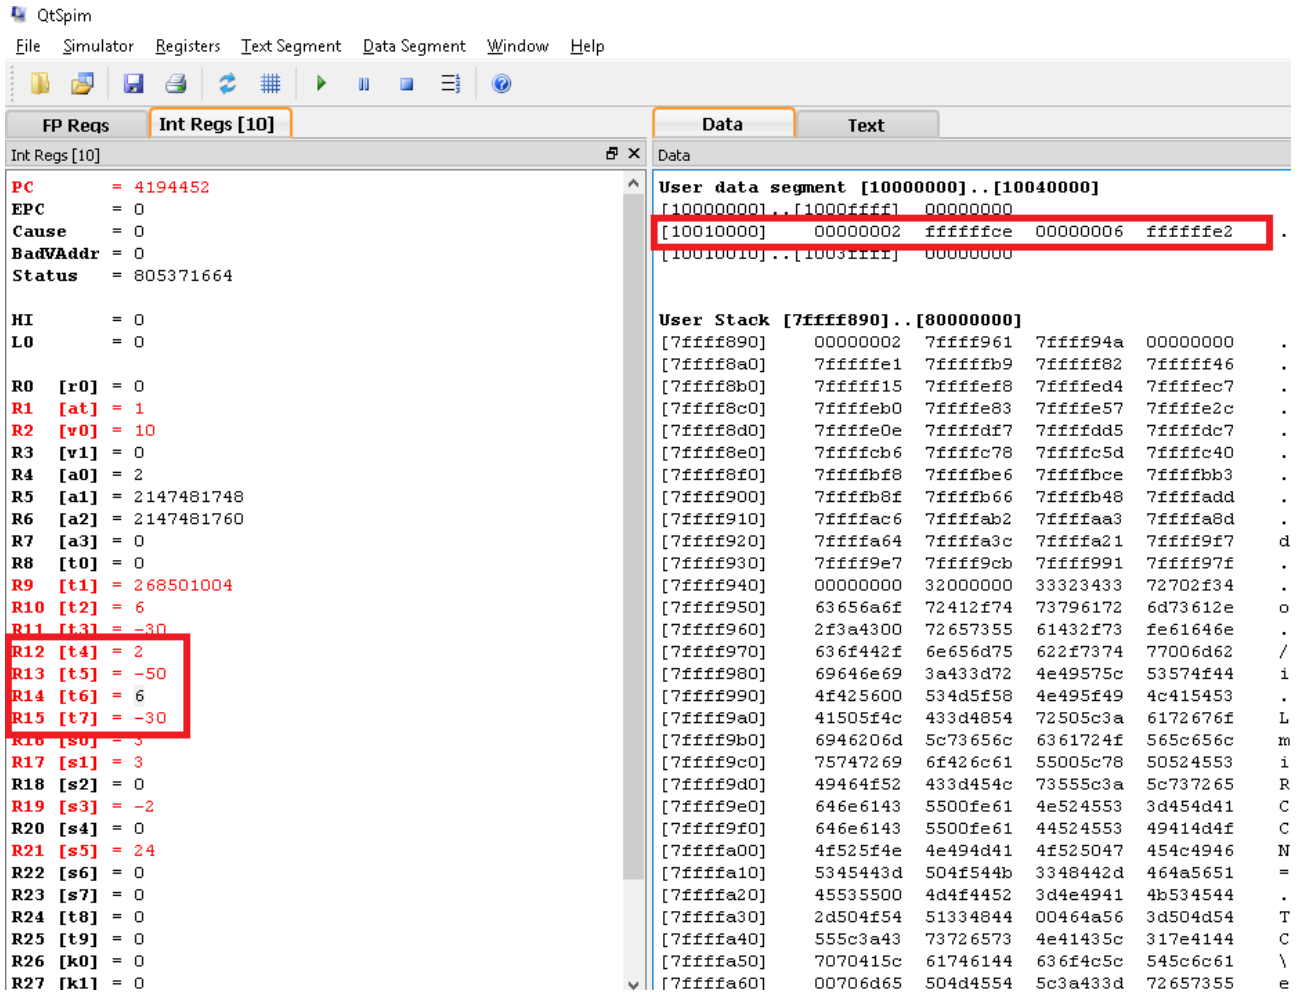 QtSpim
File Simulator Registers Text Segment Data Segment Window Help
FP Regs Int Regs [10]
Data Text
Int Regs [10]
Data
PC = 4194452
EPC = 0
Cause = 0
BadVAddr = 0
Status = 805371664
HI = 0
LO = 0
R0 [r0] = 0
R1 [at] = 1
R2 [v0] = 10
R3 [v1] = 0
R4 [a0] = 2
R5 [a1] = 2147481748
R6 [a2] = 2147481760
R7 [a3] = 0
R8 [t0] = 0
R9 [t1] = 268501004
R10 [t2] = 6
R11 [t3] = -30
R12 [t4] = 2
R13 [t5] = -50
R14 [t6] = 6
R15 [t7] = -30
R16 [s0] = 3
R17 [s1] = 3
R18 [s2] = 0
R19 [s3] = -2
R20 [s4] = 0
R21 [s5] = 24
R22 [s6] = 0
R23 [s7] = 0
R24 [t8] = 0
R25 [t9] = 0
R26 [k0] = 0
R27 [k1] = 0
User data segment [10000000]..[10040000]
[10000000]..[1000ffff] 00000000
[10010000] 00000002 ffffffce 00000006 ffffffe2 .
[10010010]..[1003ffff] 00000000
User Stack [7ffff890]..[80000000]
[7ffff890] 00000002 7ffff961 7ffff94a 00000000 .
[7ffff8a0] 7fffffe1 7fffffb9 7fffff82 7fffff46 .
[7ffff8b0] 7fffff15 7ffffef8 7ffffed4 7ffffec7 .
[7ffff8c0] 7ffffeb0 7ffffe83 7ffffe57 7ffffe2c .
[7ffff8d0] 7ffffe0e 7ffffdf7 7ffffdd5 7ffffdc7 .
[7ffff8e0] 7ffffcb6 7ffffc78 7ffffc5d 7ffffc40 .
[7ffff8f0] 7ffffbf8 7ffffbe6 7ffffbce 7ffffbb3 .
[7ffff900] 7ffffb8f 7ffffb66 7ffffb48 7ffffadd .
[7ffff910] 7ffffac6 7ffffab2 7ffffaa3 7ffffa8d .
[7ffff920] 7ffffa64 7ffffa3c 7ffffa21 7ffff9f7 d
[7ffff930] 7ffff9e7 7ffff9cb 7ffff991 7ffff97f .
[7ffff940] 00000000 32000000 33323433 72702f34 .
[7ffff950] 63656a6f 72412f74 73796172 6d73612e o
[7ffff960] 2f3a4300 72657355 61432f73 fe61646e .
[7ffff970] 636f442f 6e656d75 622f7374 77006d62 /
[7ffff980] 69646e69 3a433d72 4e49575c 53574f44 i
[7ffff990] 4f425600 534d5f58 4e495f49 4c415453 .
[7ffff9a0] 41505f4c 433d4854 72505c3a 6172676f L
[7ffff9b0] 6946206d 5c73656c 6361724f 565c656c m
[7ffff9c0] 75747269 6f426c61 55005c78 50524553 i
[7ffff9d0] 49464f52 433d454c 73555c3a 5c737265 R
[7ffff9e0] 646e6143 5500fe61 4e524553 3d454d41 C
[7ffff9f0] 646e6143 5500fe61 44524553 49414d4f C
[7ffffa00] 4f525f4e 4e494d41 4f525047 454c4946 N
[7ffffa10] 5345443d 504f544b 3348442d 464a5651 =
[7ffffa20] 45535500 4d4f4452 3d4e4941 4b534544 .
[7ffffa30] 2d504f54 51334844 00464a56 3d504d54 T
[7ffffa40] 555c3a43 73726573 4e41435c 317e4144 C
[7ffffa50] 7070415c 61746144 636f4c5c 545c6c61 \
[7ffffa60] 00706d65 504d4554 5c3a433d 72657355 e